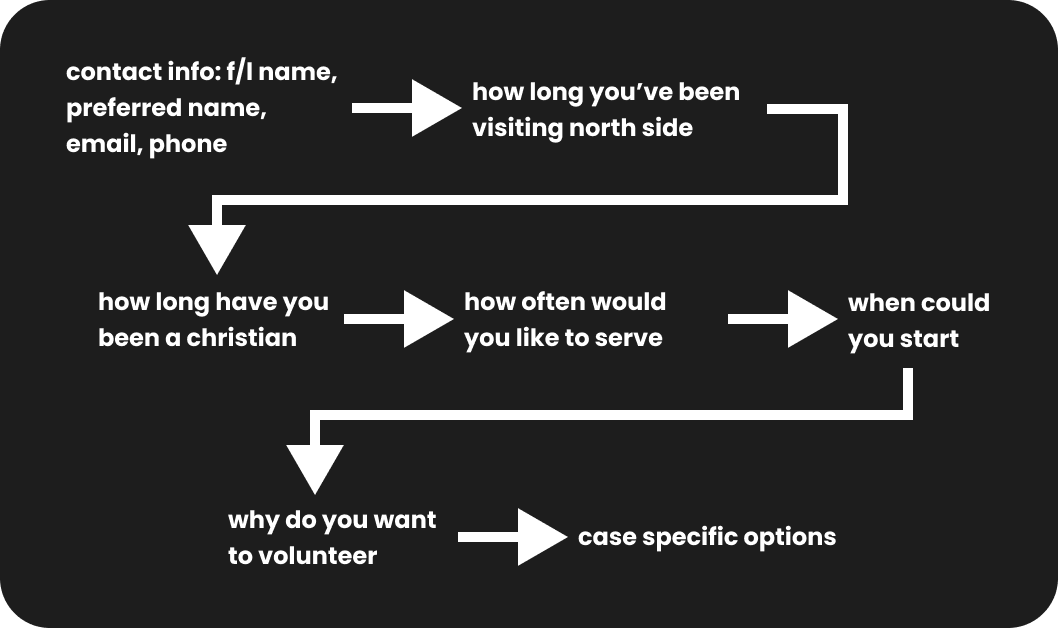 contact info: f/l name,
preferred name,
email, phone
how long you’ve been
visiting north side
how long have you
been a christian
how often would
you like to serve
when could
you start
why do you want
to volunteer
case specific options